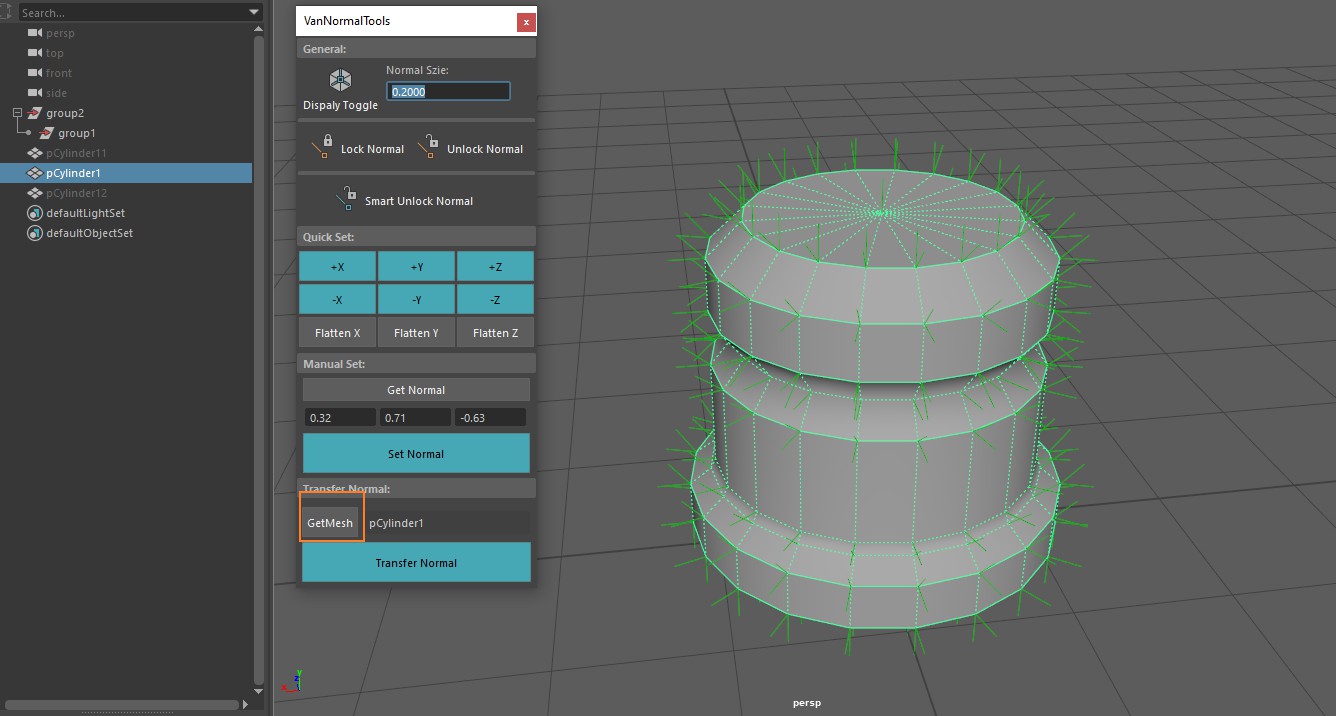 Search...
persp
top
front
side
group2
group1
pCylinder11
pCylinder1
pCylinder12
defaultLightSet
defaultObjectSet
VanNormalTools
x
General:
Normal Szie:
0.2000
Dispaly Toggle
Lock Normal Unlock Normal
Smart Unlock Normal
Quick Set:
+X +Y +Z
-X -Y -Z
Flatten X Flatten Y Flatten Z
Manual Set:
Get Normal
0.32 0.71 -0.63
Set Normal
Transfer Normal:
GetMesh pCylinder1
Transfer Normal
persp